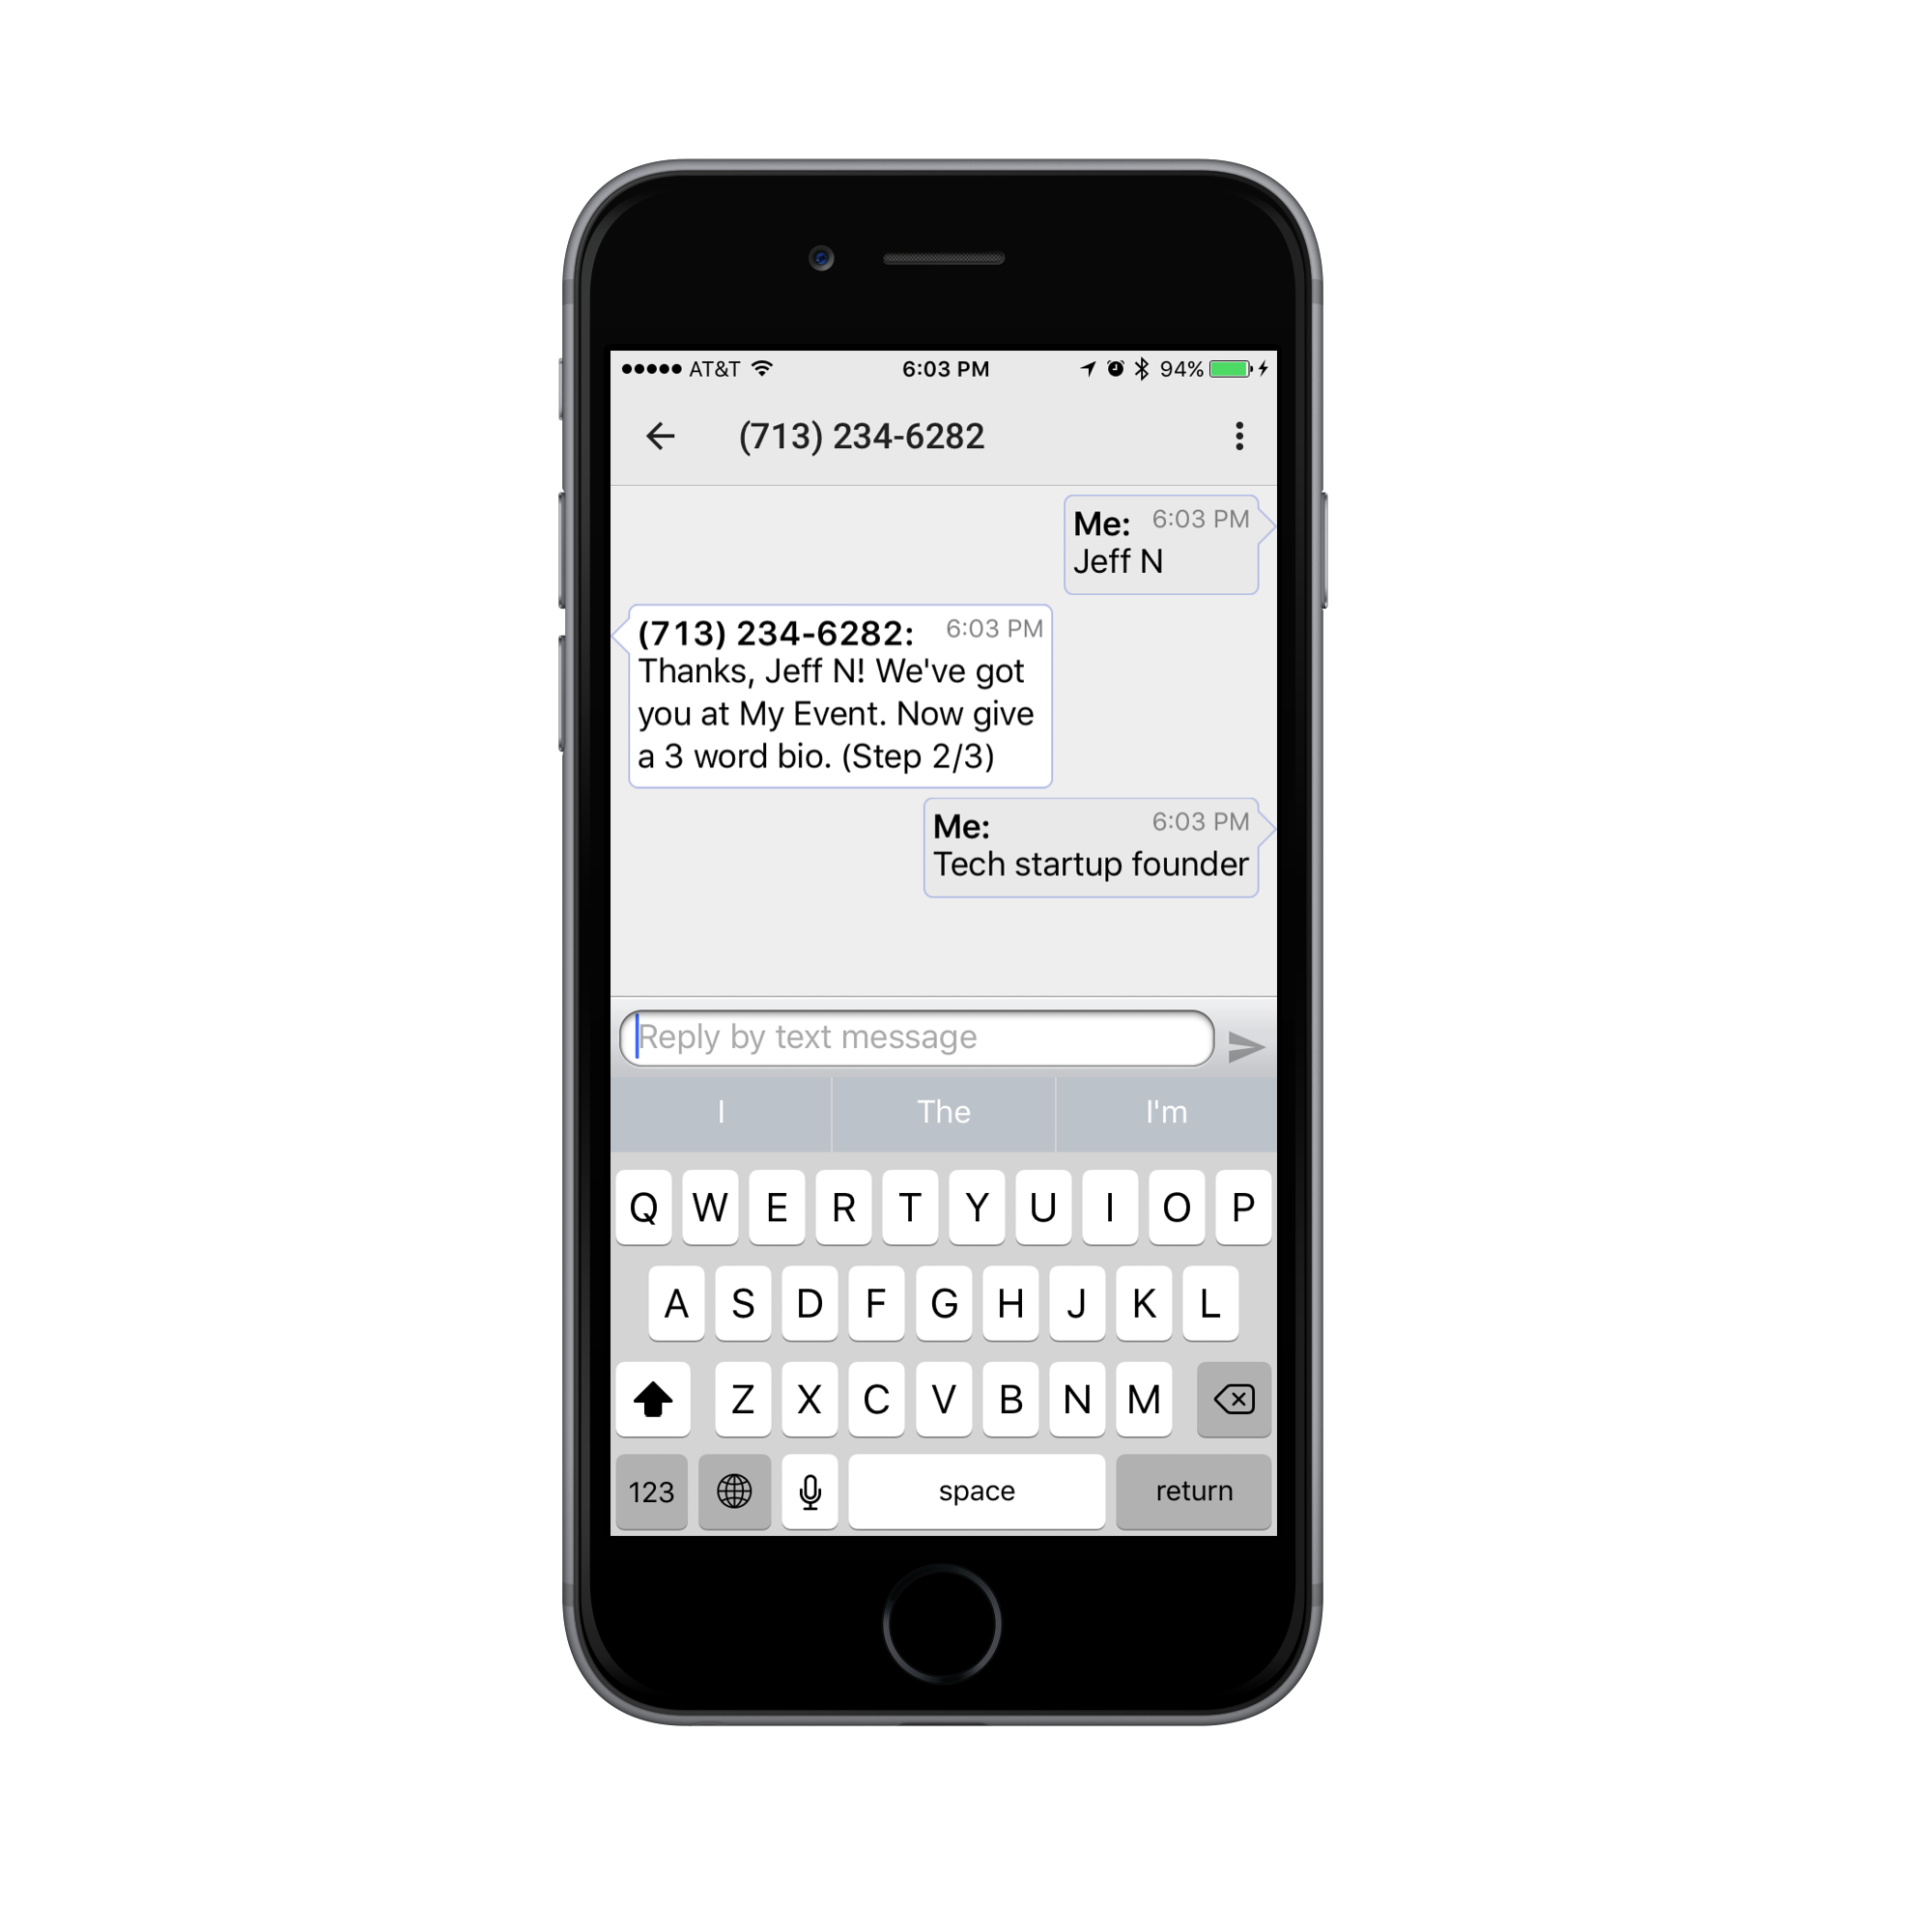 AT&T 6:03 PM 94%
(713) 234-6282
Me: 6:03 PM
Jeff N
(713) 234-6282: 6:03 PM
Thanks, Jeff N! We've got
you at My Event. Now give
a 3 word bio. (Step 2/3)
Me: 6:03 PM
Tech startup founder
Reply by text message
I The I'm
Q W E R T Y U I O P
A S D F G H J K L
Z X C V B N M
123 space return